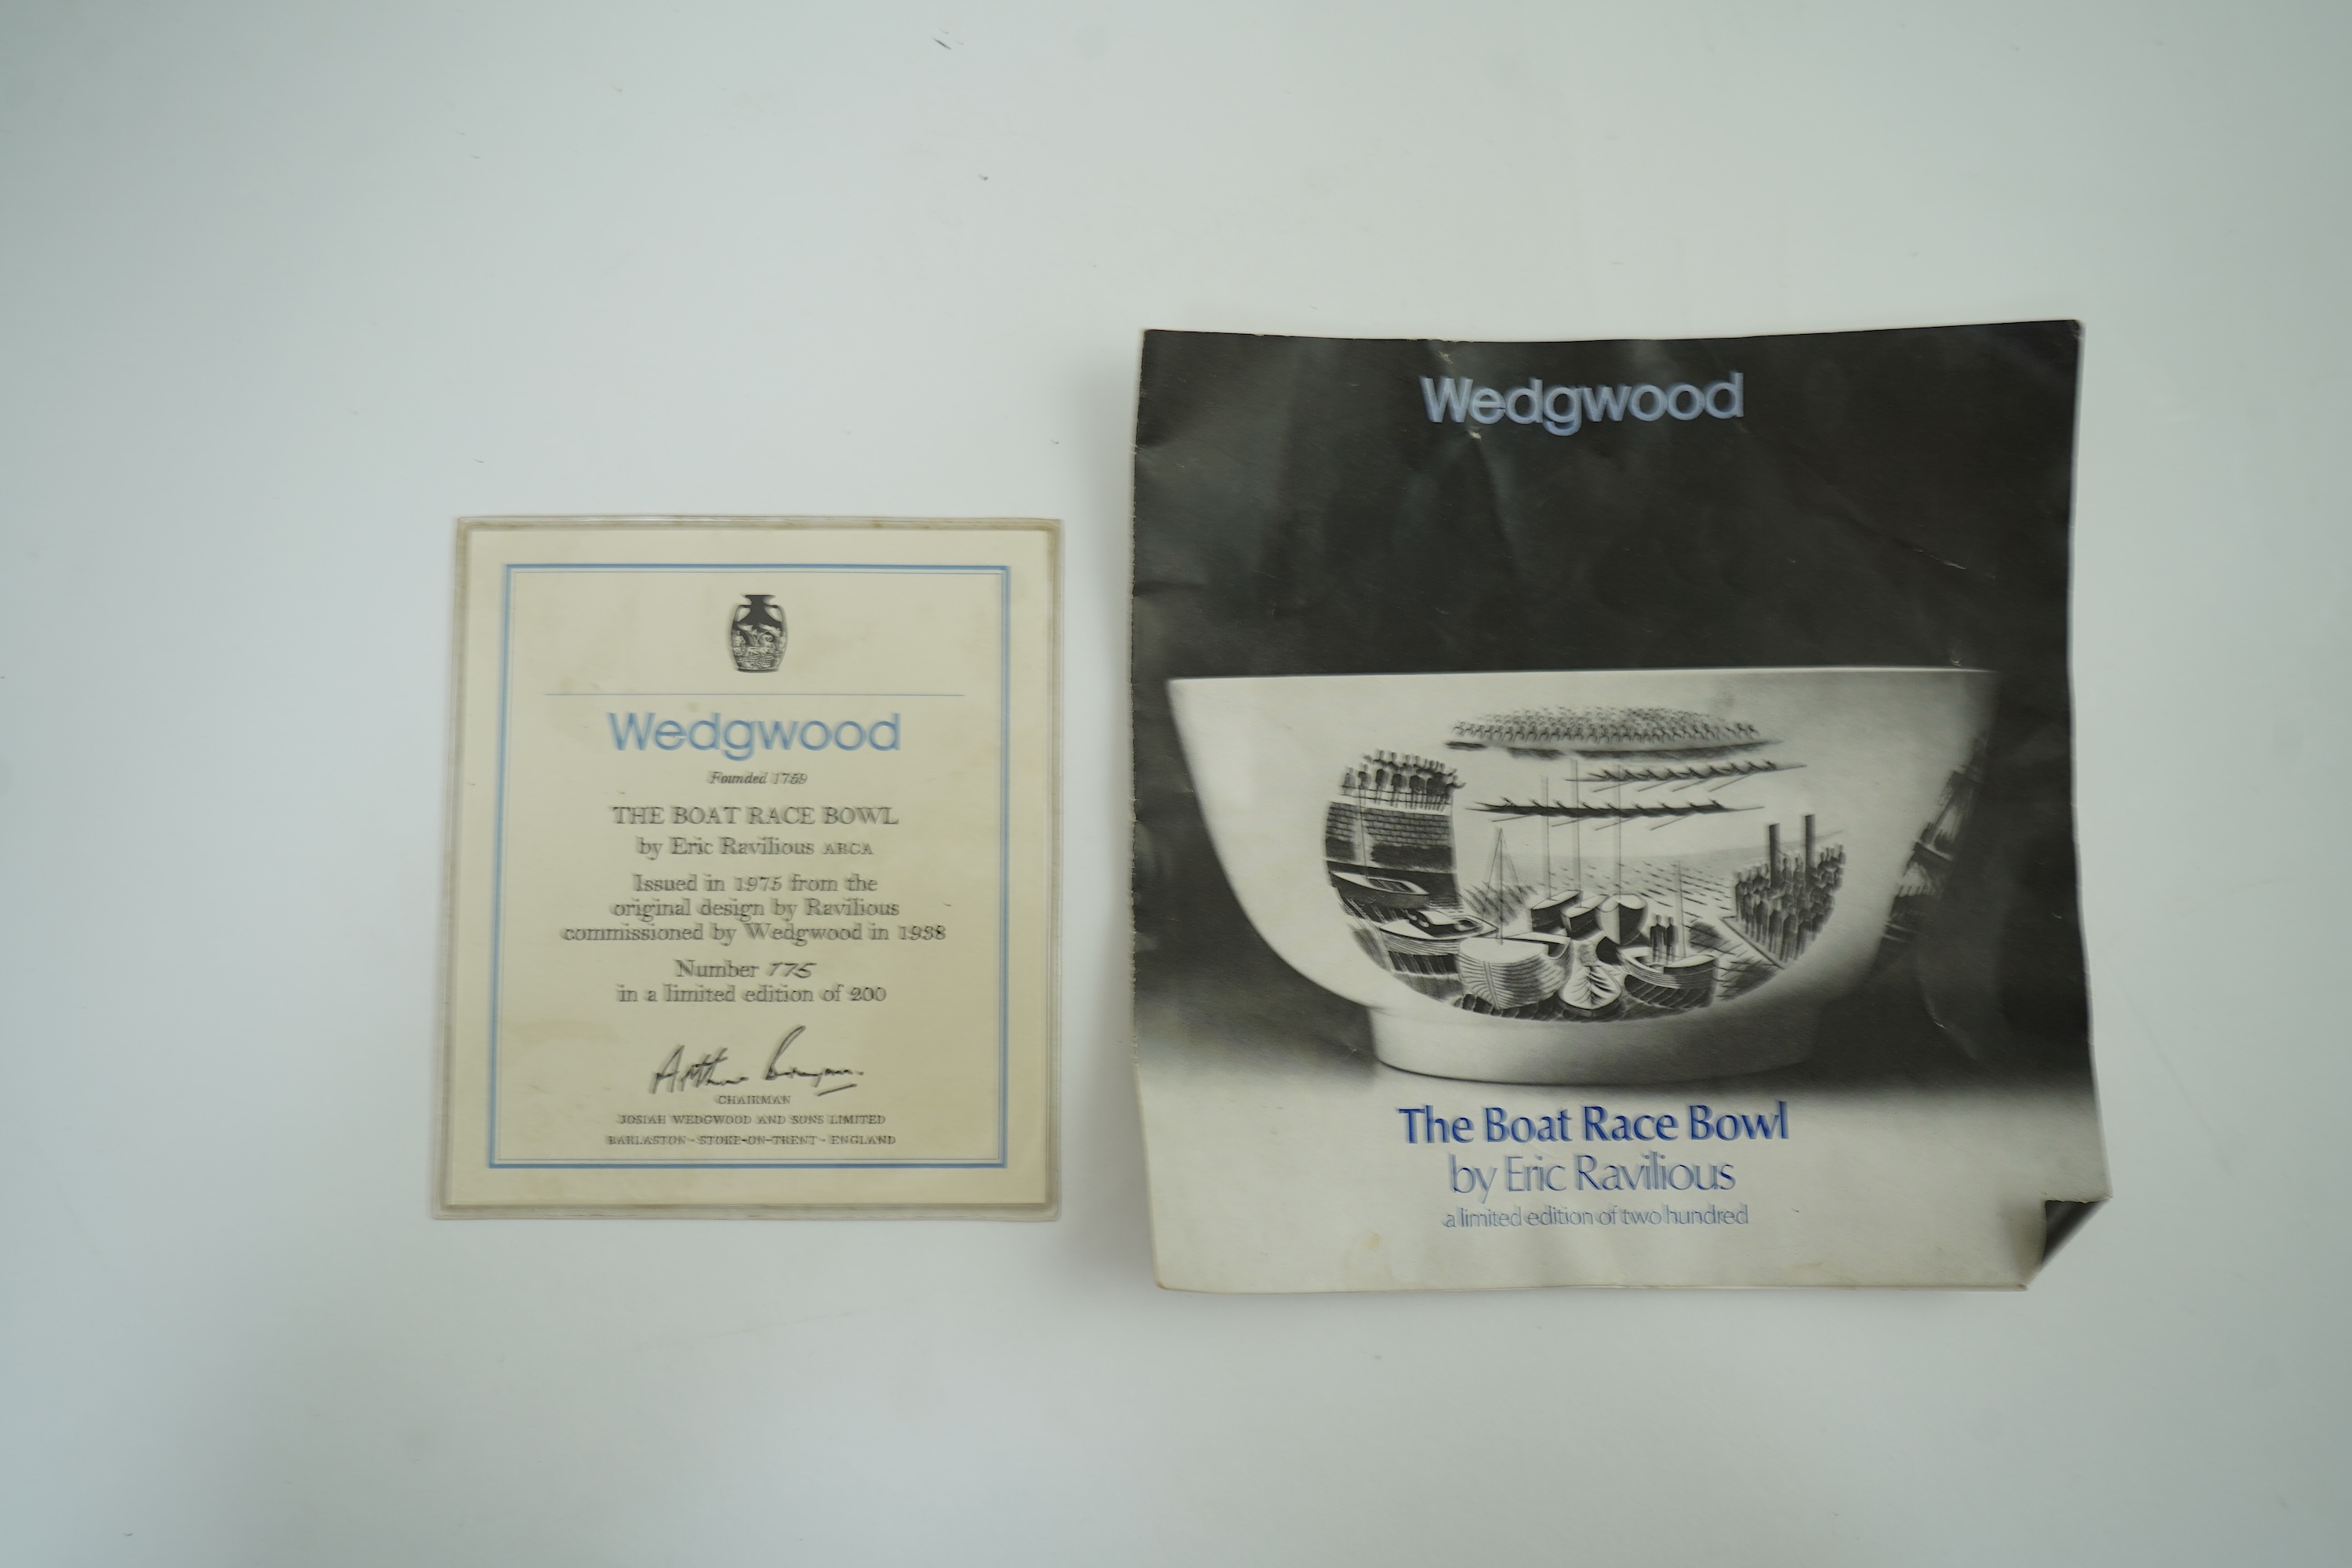 Wedgwood
Founded 1759
THE BOAT RACE BOWL
by Eric Ravilious ARCA
Issued in 1975 from the
original design by Ravilious
commissioned by Wedgwood in 1938
Number 175
in a limited edition of 200
Arthur Bryan
CHAIRMAN
JOSIAH WEDGWOOD AND SONS LIMITED
BARLASTON - STOKE-ON-TRENT - ENGLAND
Wedgwood
The Boat Race Bowl
by Eric Ravilious
a limited edition of two hundred